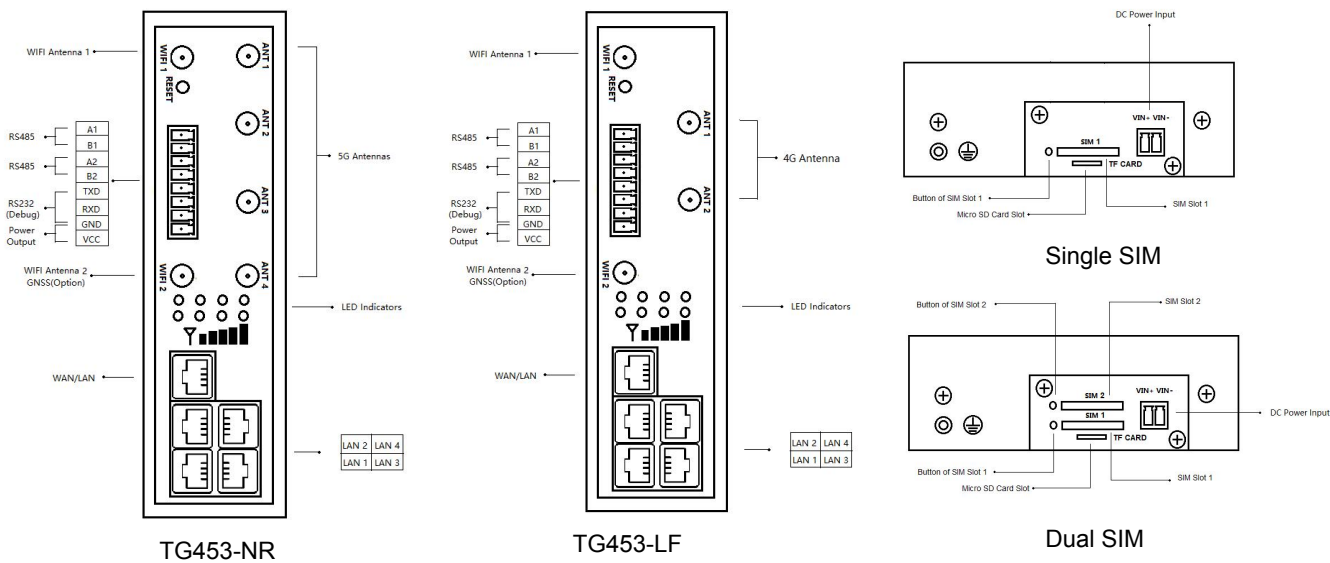 WIFI Antenna 1
WIFI 1
ANT 1
RESET
ANT 2
RS485
A1
B1
RS485
A2
B2
RS232
(Debug)
TXD
RXD
Power
Output
GND
VCC
5G Antennas
ANT 3
WIFI Antenna 2
GNSS(Option)
WIFI 2
ANT 4
LED Indicators
WAN/LAN
LAN 2 LAN 4
LAN 1 LAN 3
TG453-NR
WIFI Antenna 1
WIFI 1
RESET
ANT 1
RS485
A1
B1
RS485
A2
B2
RS232
(Debug)
TXD
RXD
Power
Output
GND
VCC
4G Antenna
ANT 2
WIFI Antenna 2
GNSS(Option)
WIFI 2
LED Indicators
WAN/LAN
LAN 2 LAN 4
LAN 1 LAN 3
TG453-LF
DC Power Input
VIN+ VIN-
SIM 1
TF CARD
Button of SIM Slot 1
SIM Slot 1
Micro SD Card Slot
Single SIM
Button of SIM Slot 2
SIM Slot 2
VIN+ VIN-
SIM 2
SIM 1
DC Power Input
TF CARD
Button of SIM Slot 1
SIM Slot 1
Micro SD Card Slot
Dual SIM